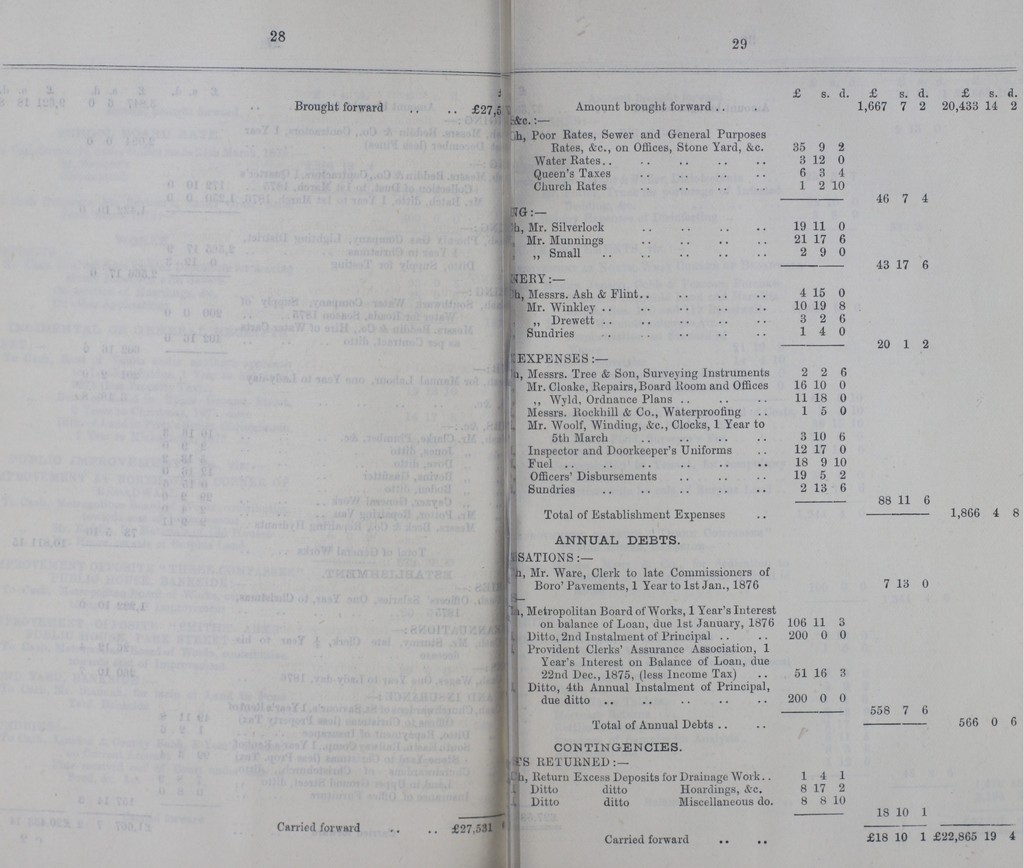 28
Brought forward .. .. £27,5
Carried forward .. .. £27,531
29
£ s. d. £ s. d. £ s. d.
Amount brought forward .. . 1,667 7 2 20,433 14 2
&c. :—
Poor Rates, Sewer and General Purposes
Rates, &c., on Offices, Stone Yard, &c. 35 9 2
Water Rates.. .. .. .. .. 3 12 0
Queen's Taxes .. .. .. .. 6 3 4
Church Rates .. .. .. .. 1 2 10
46 7 4
NG :—
Mr. Silverlock .. .. .. .. 19 11 0
Mr. Munnings .. .. .. .. 21 17 6
„ Small .. .. .. .. .. 2 9 0
43 17 6
NERY :—
h, Messrs. Ash & Flint.. .. .. .. 4 15 0
Mr. Winkley .. .. .. .. .. 10 19 8
„ Drewett .. .. .. .. .. 3 2 6
Sundries .. .. .. .. .. 1 4 0
20 1 2
EXPENSES :—
Messrs. Tree & Son, Surveying Instruments 2 2 6
Mr. Cloake, Repairs, Board Room and Offices 16 10 0
„ Wyld, Ordnance Plans .. .. .. 11 18 0
Messrs. Rockhill & Co., Waterproofing .. 1 5 0
Mr. Woolf, Winding, &c., Clocks, 1 Year to
5th March .. .. .. .. 3 10 6
Inspector and Doorkeeper's Uniforms .. 12 17 0
Fuel .. .. .. .. .. .. 18 9 10
Officers' Disbursements .. .. .. 19 5 2
Sundries .. .. .. .. .. 2 13 6
88 11 6
Total of Establishment Expenses .. 1,866 4 8
ANNUAL DEBTS.
SATIONS :—
Mr. Ware, Clerk to late Commissioners of
Boro' Pavements, 1 Year to 1st Jan., 1876 7 13 0
—
Metropolitan Board of Works, 1 Year's Interest
on balance of Loan, due 1st January, 1876 106 11 3
Ditto, 2nd Instalment of Principal .. .. 200 0 0
Provident Clerks' Assurance Association, 1
Year's Interest on Balance of Loan, due
22nd Dec., 1875, (less Income Tax) .. 51 16 3
Ditto, 4th Annual Instalment of Principal,
due ditto .. .. .. .. .. 200 0 0
558 7 6
Total of Annual Debts .. .. 566 0 6
CONTINGENCIES.
'S RETURNED :—
h, Return Excess Deposits for Drainage Work.. 1 4 1
Ditto ditto Hoardings, &c. 8 17 2
Ditto ditto Miscellaneous do. 8 8 10
18 10 1
Carried forward .. .. £18 10 1 £22,865 19 4